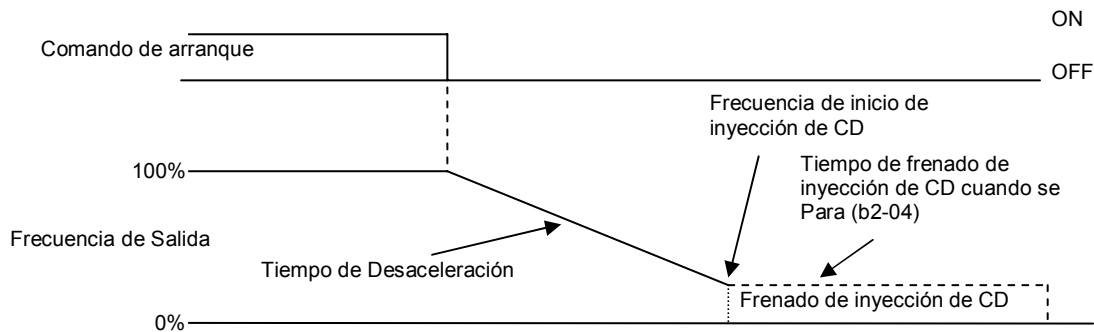 ON
Comando de arranque
OFF
Frecuencia de inicio de
inyección de CD
Tiempo de frenado de
inyección de CD cuando se
Para (b2-04)
100%
Frecuencia de Salida
Tiempo de Desaceleración
Frenado de inyección de CD
0%